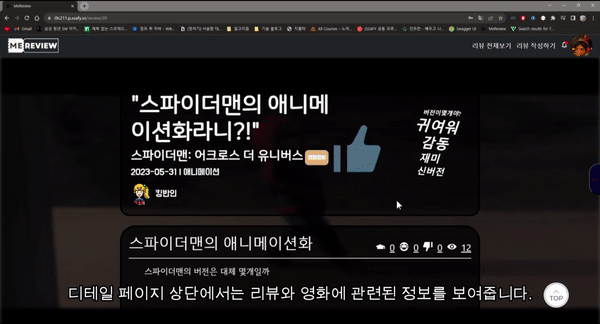 MeReview
i9c211.p.ssafy.io/review/39
Gmail
MEREVIEW
리뷰 전체보기 리뷰 작성하기
"스파이더맨의 애니메
이션화라니?!"
스파이더맨: 어크로스 더 유니버스
2023-05-31 | 애니메이션
킹반인
버전이몇개야?
귀여워
감동
재미
신버전
스파이더맨의 애니메이션화
0 0 0 12
스파이더맨의 버전은 대체 몇개일까
디테일 페이지 상단에서는 리뷰와 영화에 관련된 정보를 보여줍니다.
TOP